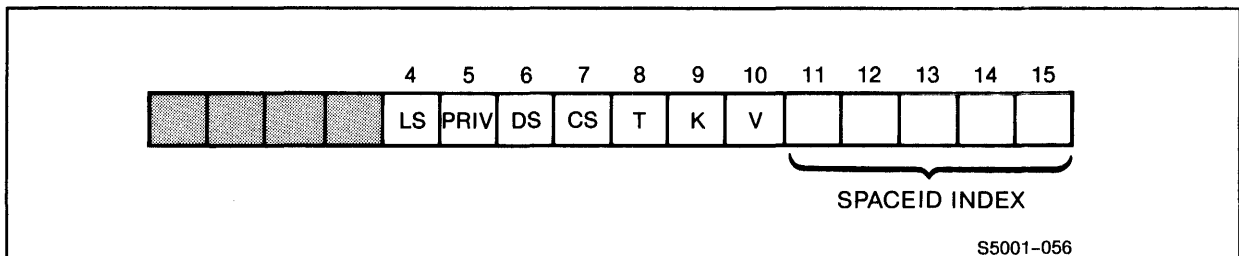 4 5 6 7 8 9 10 11 12 13 14 15
LS PRIV DS CS T K V
SPACEID INDEX
S5001-056